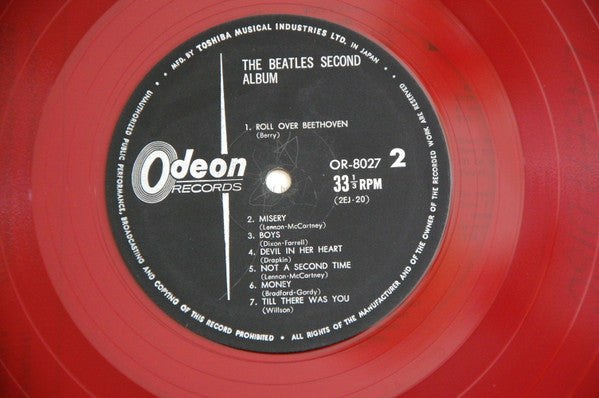 MFD. BY TOSHIBA MUSICAL INDUSTRIES LTD. IN JAPAN
ALL RIGHTS OF THE MANUFACTURER AND OF THE OWNER OF THE RECORDED WORK ARE RESERVED
UNAUTHORIZED PUBLIC PERFORMANCE, BROADCASTING AND COPYING OF THIS RECORD PROHIBITED
THE BEATLES SECOND
ALBUM
1. ROLL OVER BEETHOVEN
(Berry)
Odeon
RECORDS
OR-8027 2
33 1/3 RPM
(2EJ-20)
2. MISERY
(Lennon-McCartney)
3. BOYS
(Dixon-Farrell)
4. DEVIL IN HER HEART
(Drapkin)
5. NOT A SECOND TIME
(Lennon-McCartney)
6. MONEY
(Bradford-Gordy)
7. TILL THERE WAS YOU
(Willson)